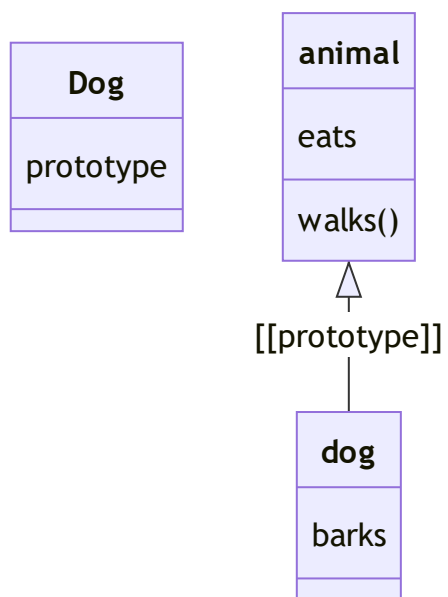 Dog
prototype
animal
eats
walks()
[[prototype]]
dog
barks